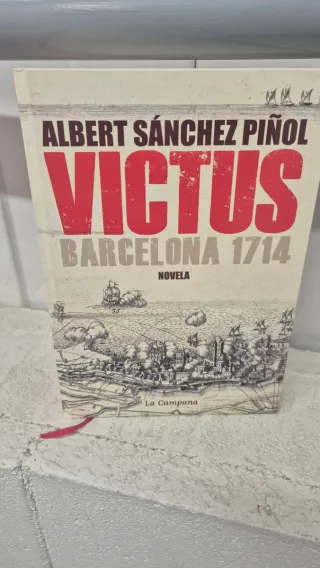 ALBERT SÁNCHEZ PIÑOL
VICTUS
BARCELONA 1714
NOVELA
La Campana